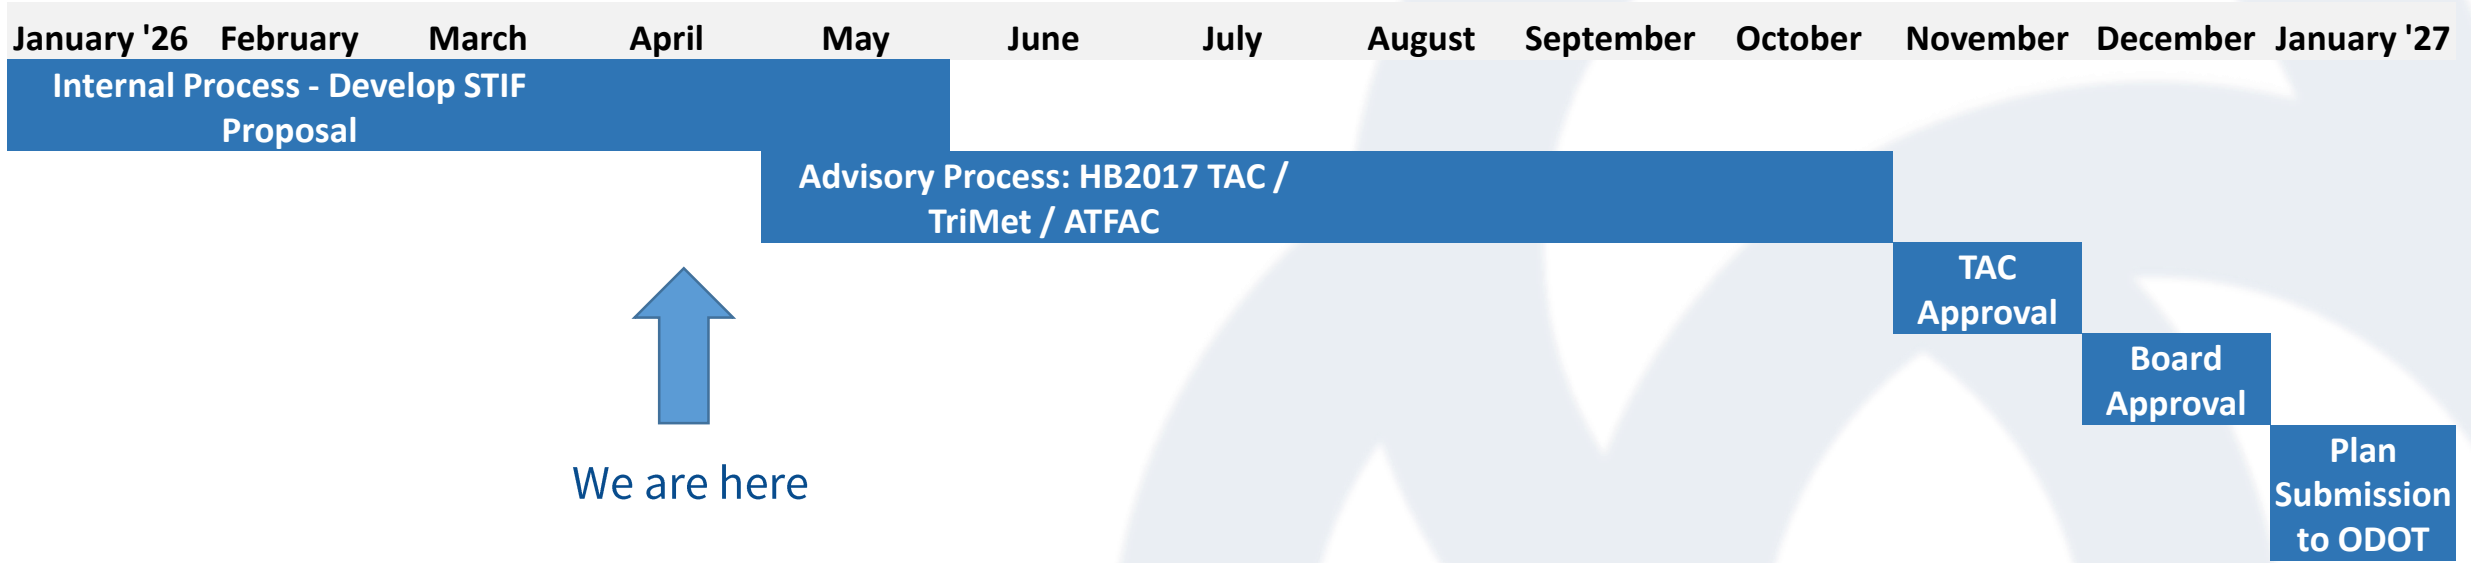 January '26 February March April May June July August September October November December January '27
Internal Process - Develop STIF
Proposal
Advisory Process: HB2017 TAC /
TriMet / ATFAC
TAC
Approval
Board
Approval
Plan
Submission
to ODOT
We are here